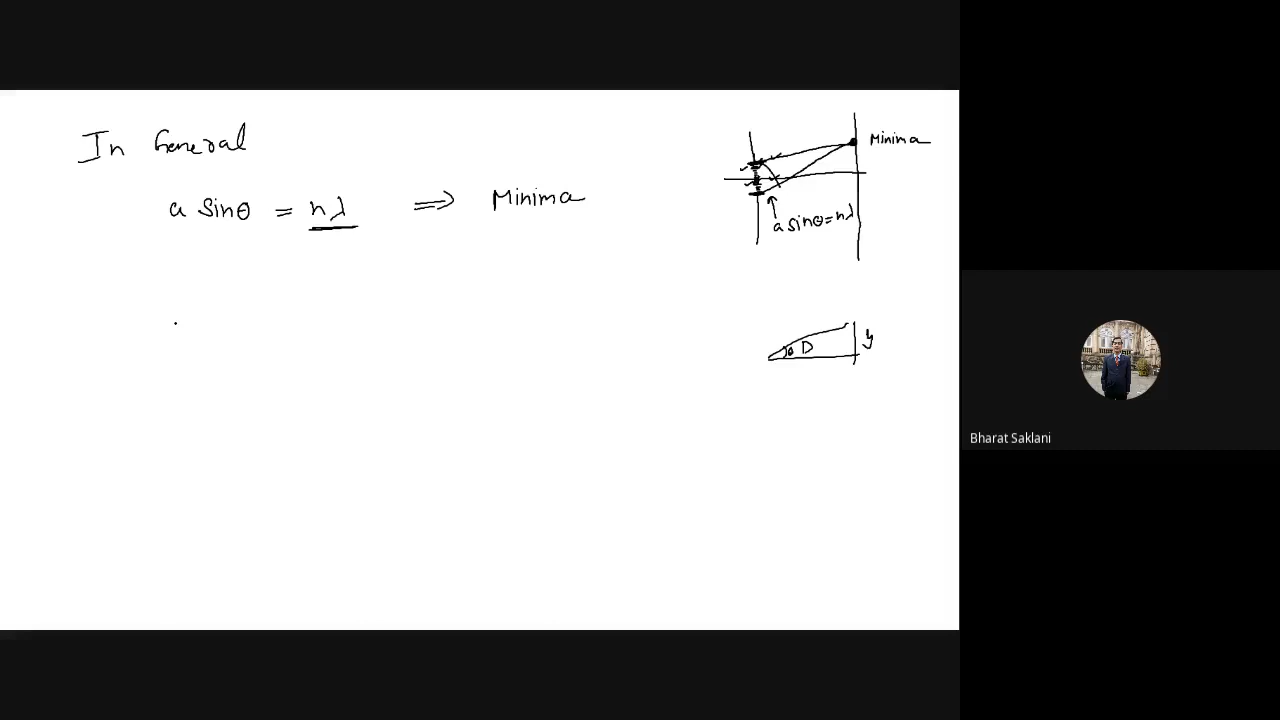 In General
a Sinθ = nλ ⟹ Minima
Minima
a sinθ=nλ
θ D y
Bharat Saklani